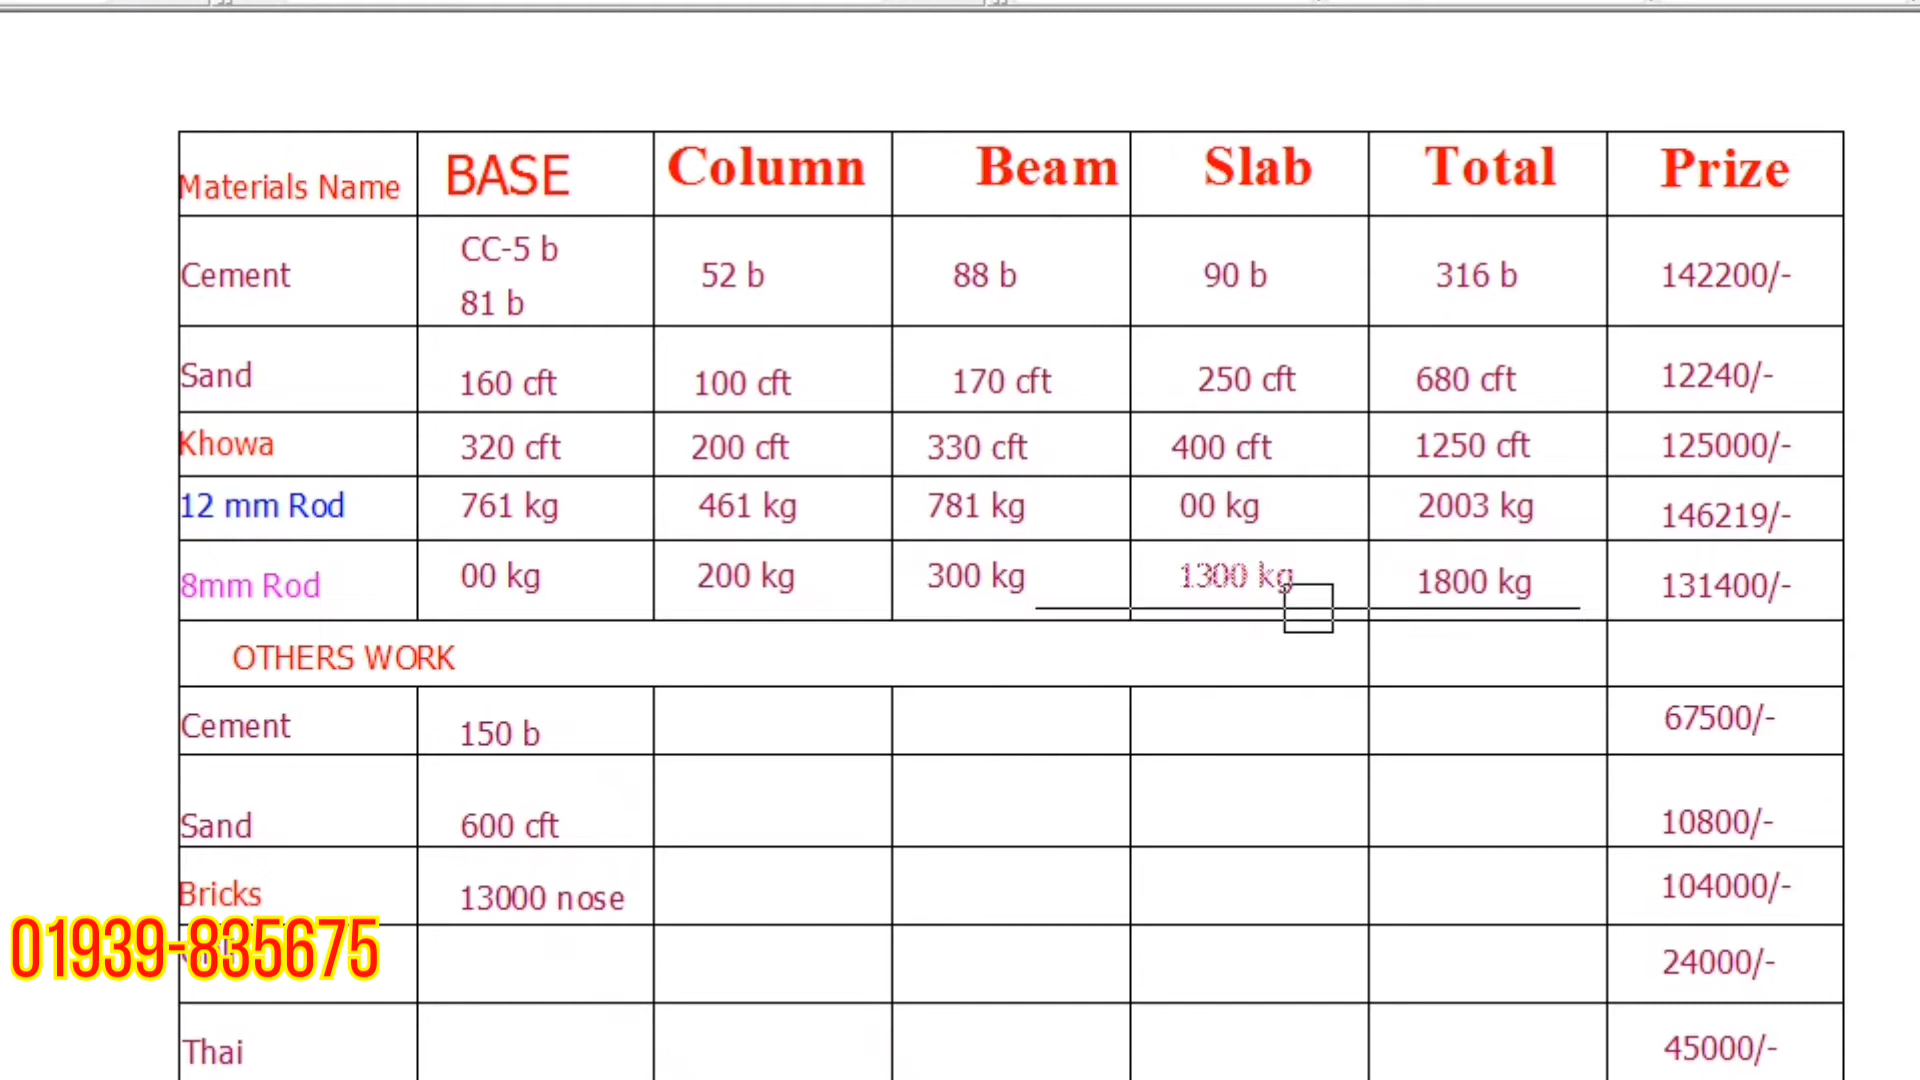 Materials Name BASE Column Beam Slab Total Prize
Cement CC-5 b 81 b 52 b 88 b 90 b 316 b 142200/-
Sand 160 cft 100 cft 170 cft 250 cft 680 cft 12240/-
Khowa 320 cft 200 cft 330 cft 400 cft 1250 cft 125000/-
12 mm Rod 761 kg 461 kg 781 kg 00 kg 2003 kg 146219/-
8mm Rod 00 kg 200 kg 300 kg 1300 kg 1800 kg 131400/-
OTHERS WORK
Cement 150 b 67500/-
Sand 600 cft 10800/-
Bricks 13000 nose 104000/-
24000/-
Thai 45000/-
01939-835675